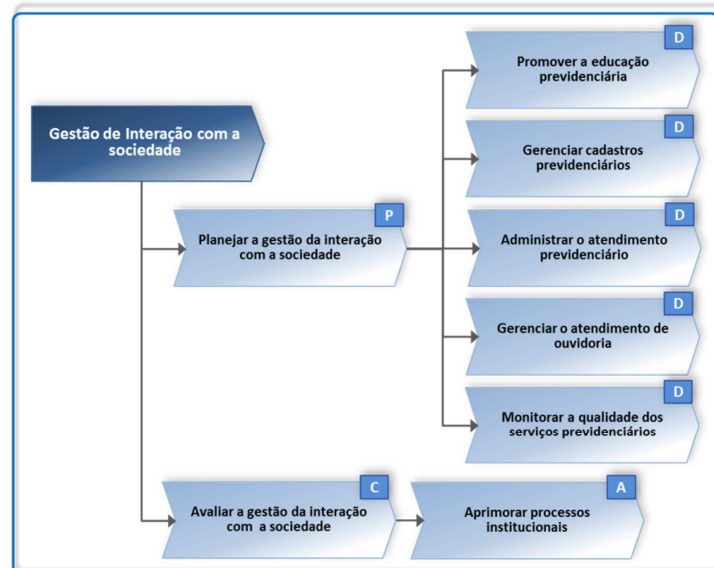 D
Promover a educação
previdenciária
Gestão de Interação com a
sociedade
D
Gerenciar cadastros
previdenciários
P
Planejar a gestão da interação
com a sociedade
D
Administrar o atendimento
previdenciário
D
Gerenciar o atendimento de
ouvidoria
D
Monitorar a qualidade dos
serviços previdenciários
C
Avaliar a gestão da interação
com a sociedade
A
Aprimorar processos
institucionais